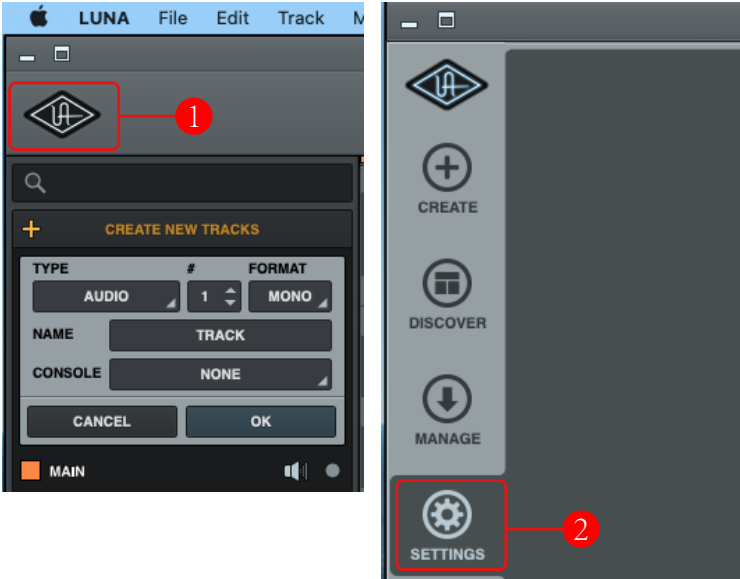 LUNA File Edit Track
1
CREATE NEW TRACKS
TYPE # FORMAT
AUDIO 1 MONO
NAME TRACK
CONSOLE NONE
CANCEL OK
MAIN
UA
CREATE
DISCOVER
MANAGE
SETTINGS
2